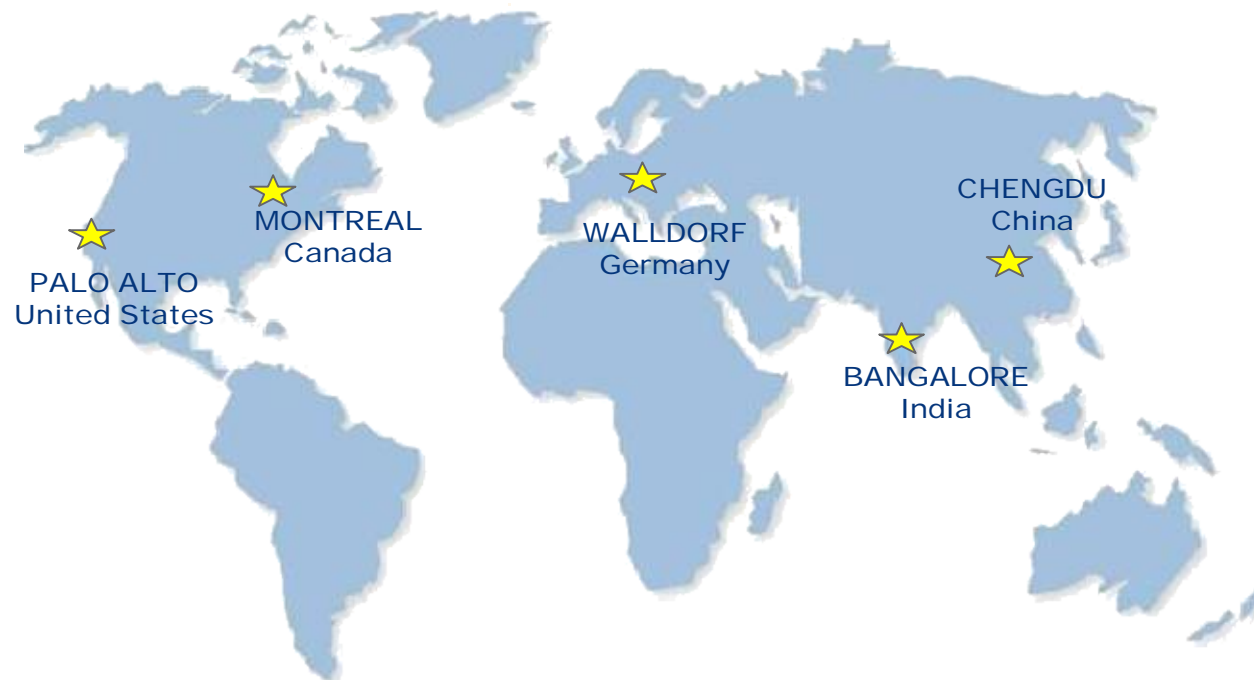 CHENGDU
China
MONTREAL
Canada
WALLDORF
Germany
PALO ALTO
United States
BANGALORE
India